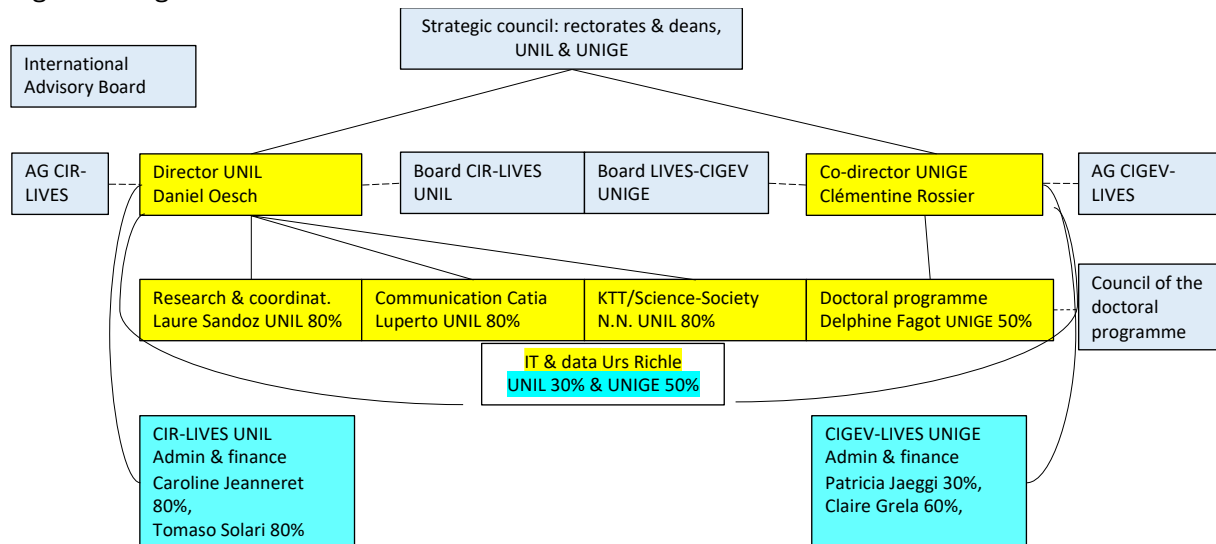 Strategic council: rectorates & deans,
UNIL & UNIGE
International
Advisory Board
AG CIR-
LIVES
Director UNIL
Daniel Oesch
Board CIR-LIVES
UNIL
Board LIVES-CIGEV
UNIGE
Co-director UNIGE
Clémentine Rossier
AG CIGEV-
LIVES
Research & coordinat.
Laure Sandoz UNIL 80%
Communication Catia
Luperto UNIL 80%
KTT/Science-Society
N.N. UNIL 80%
Doctoral programme
Delphine Fagot UNIGE 50%
Council of the
doctoral
programme
IT & data Urs Richle
UNIL 30% & UNIGE 50%
CIR-LIVES UNIL
Admin & finance
Caroline Jeanneret
80%,
Tomaso Solari 80%
CIGEV-LIVES UNIGE
Admin & finance
Patricia Jaeggi 30%,
Claire Grela 60%,